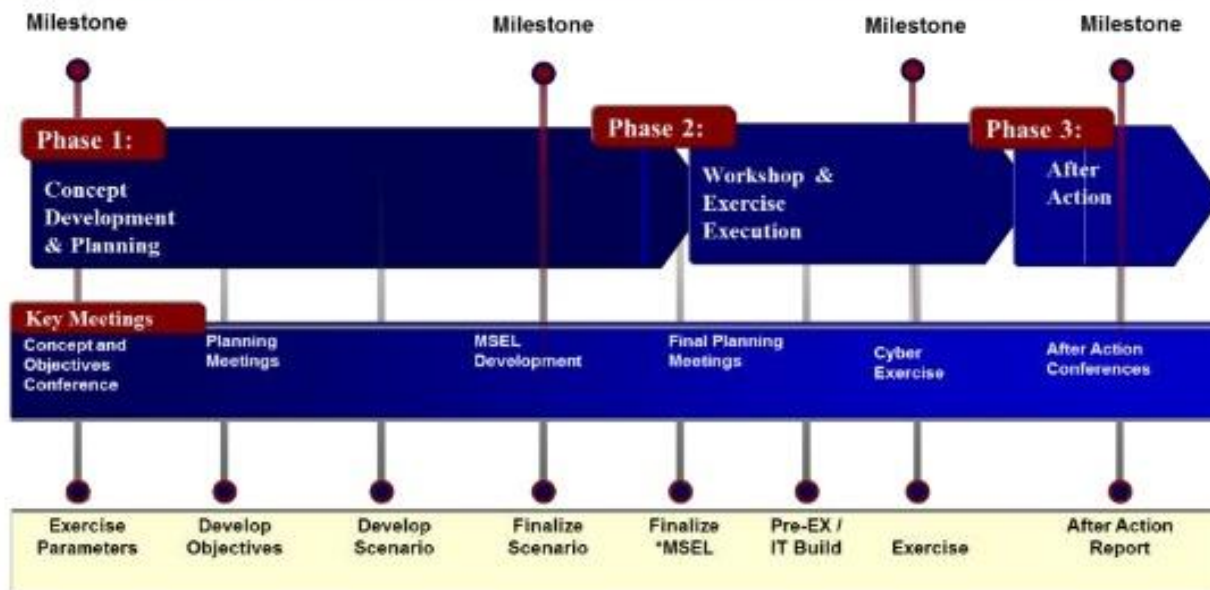 Milestone
Milestone
Milestone
Milestone
Phase 1:
Concept
Development
& Planning
Phase 2:
Workshop &
Exercise
Execution
Phase 3:
After
Action
Key Meetings
Concept and
Objectives
Conference
Planning
Meetings
MSEL
Development
Final Planning
Meetings
Cyber
Exercise
After Action
Conferences
Exercise
Parameters
Develop
Objectives
Develop
Scenario
Finalize
Scenario
Finalize
*MSEL
Pre-EX /
IT Build
Exercise
After Action
Report